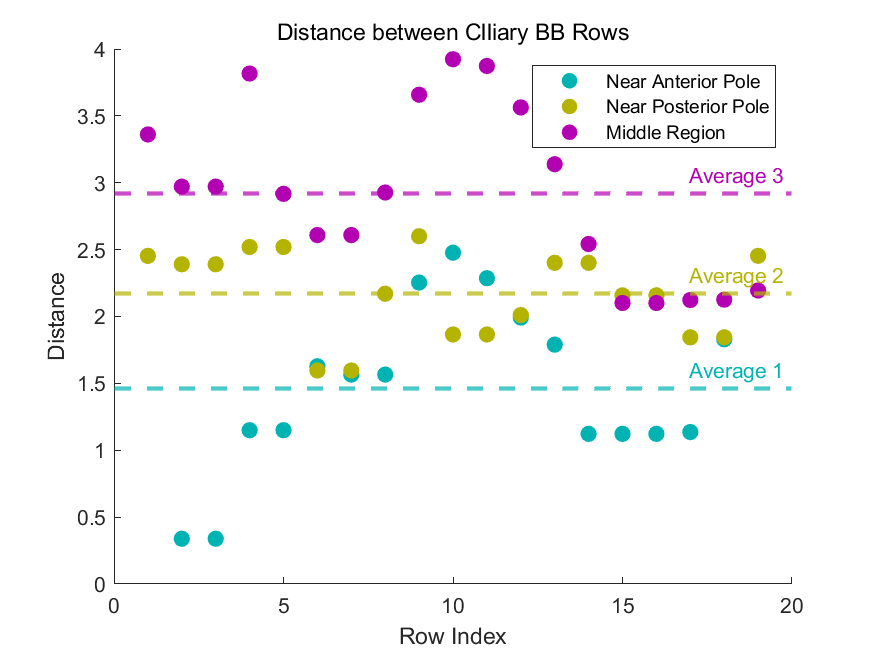 Distance between CIliary BB Rows
4
3.5
3
2.5
2
1.5
1
0.5
0
0
5
10
15
20
Distance
Row Index
Near Anterior Pole
Near Posterior Pole
Middle Region
Average 3
Average 2
Average 1